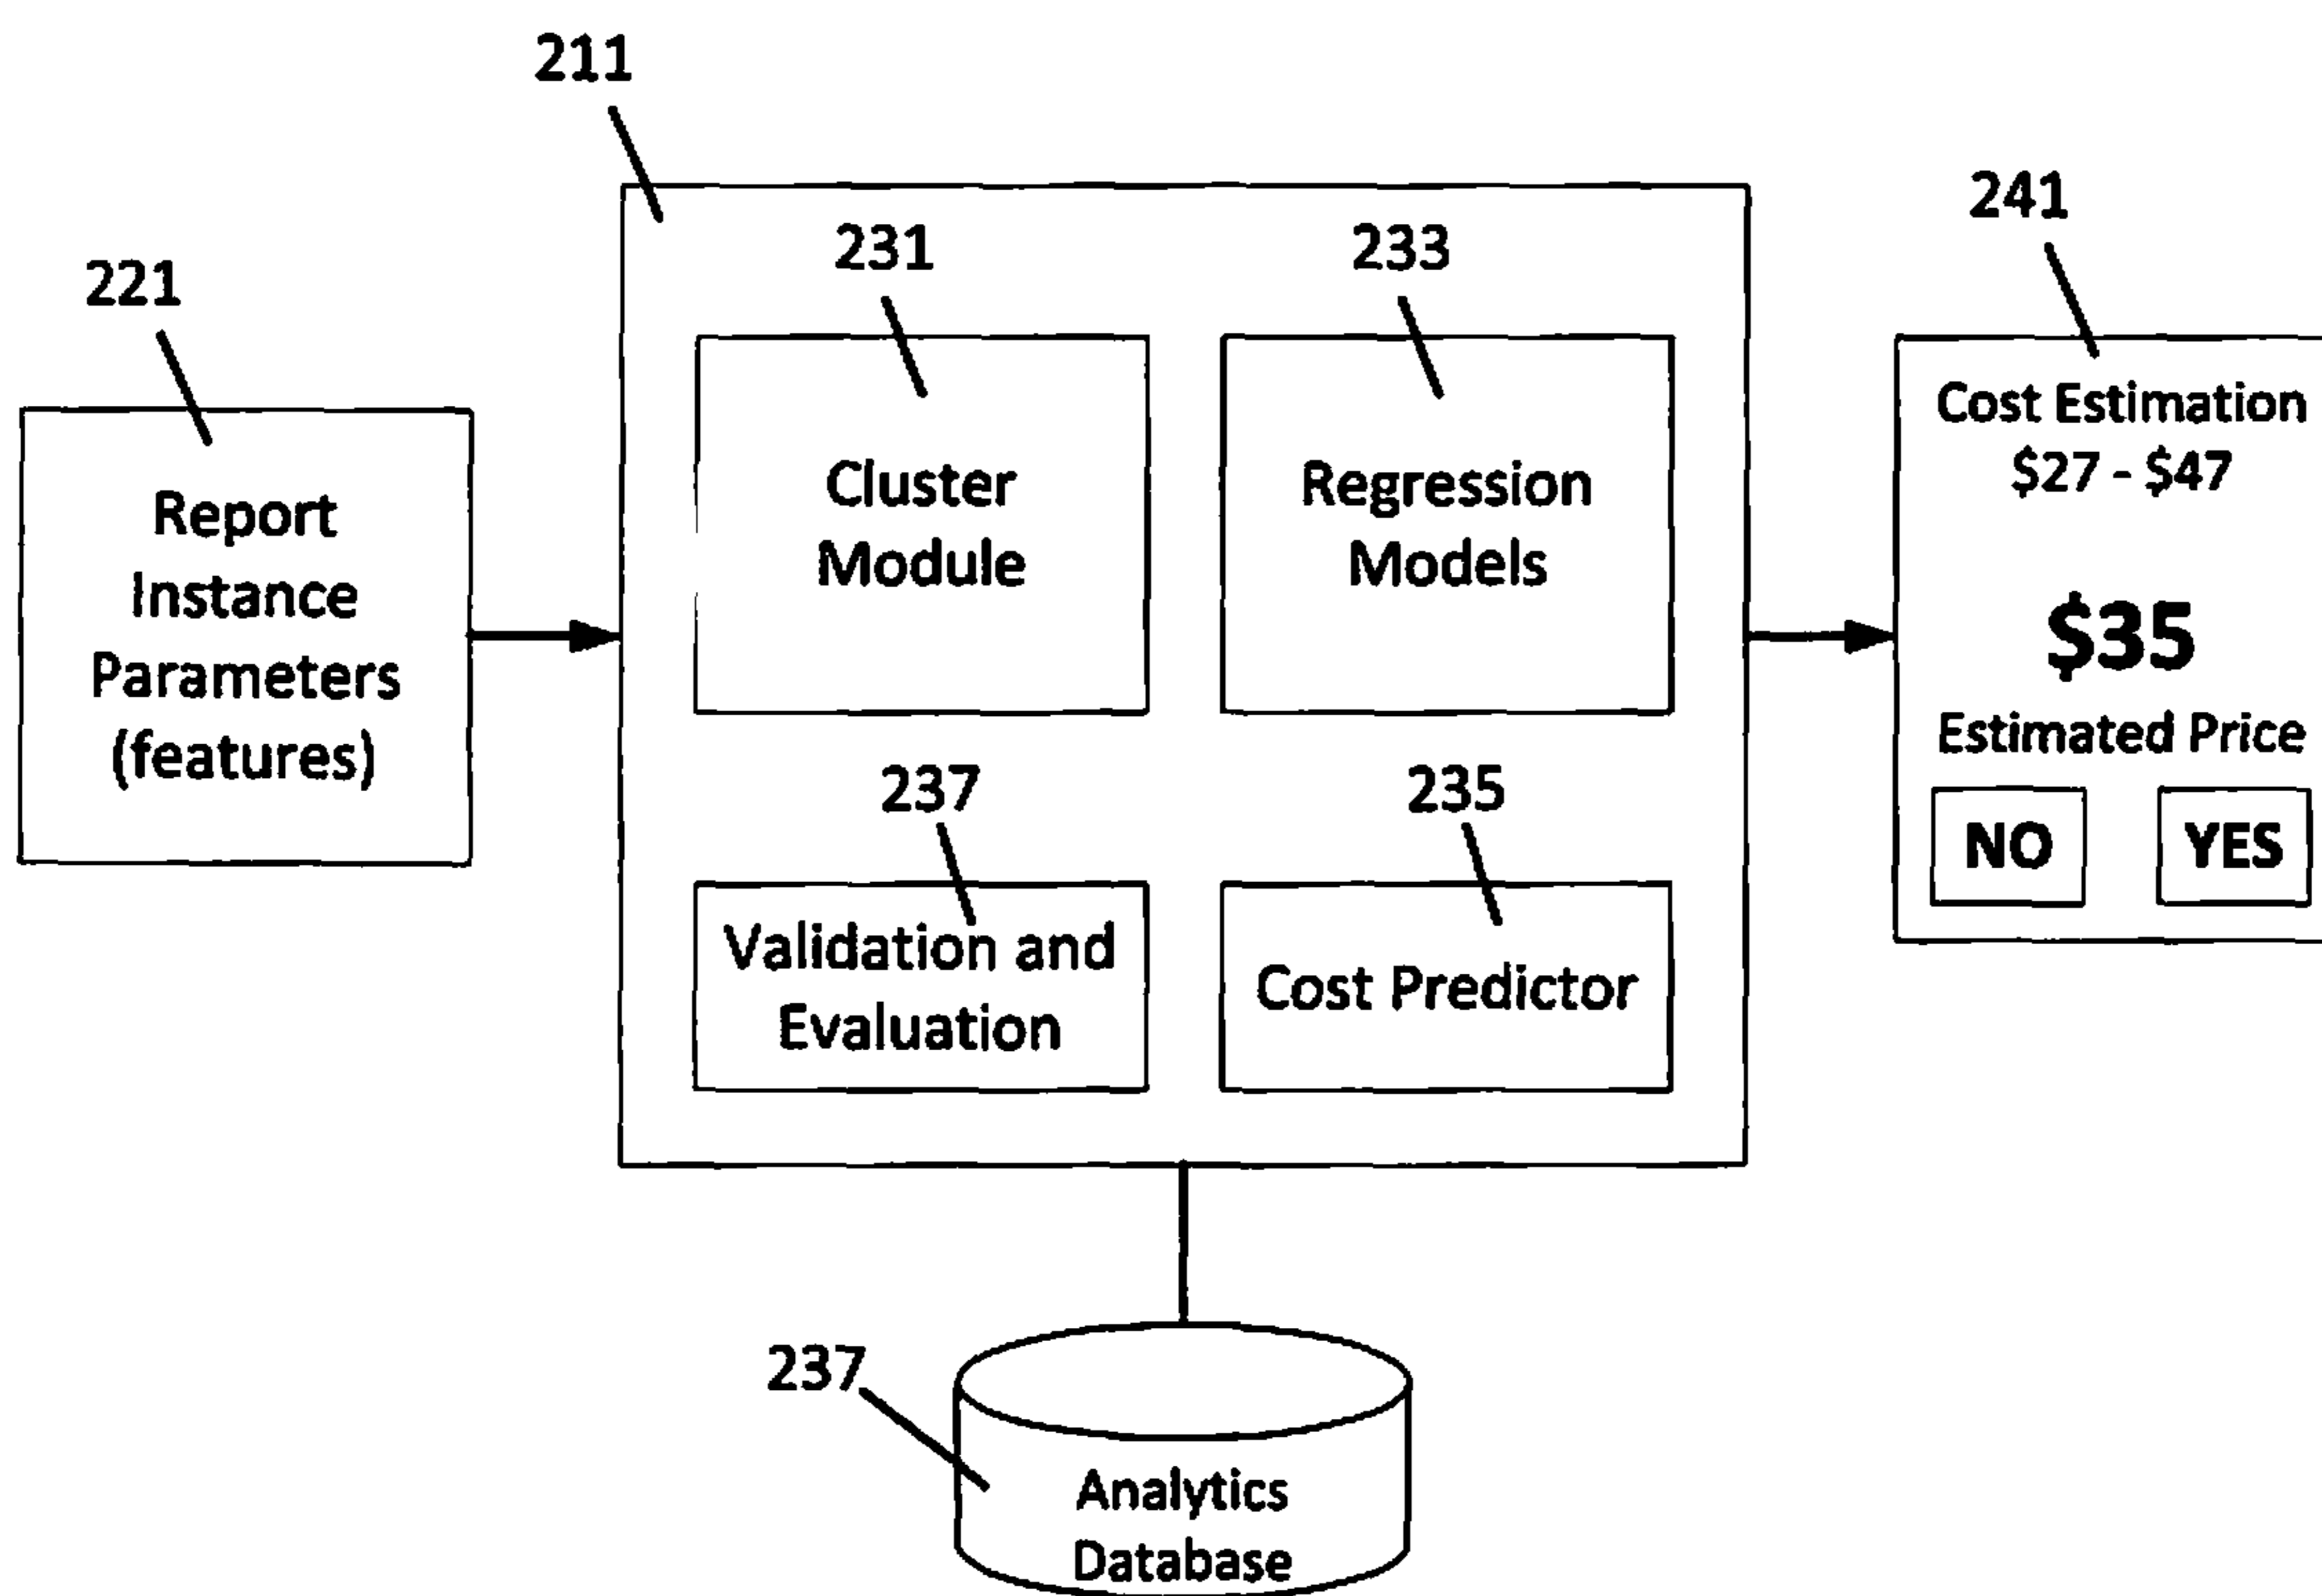 211
221
Report
Instance
Parameters
(features)
231
Cluster
Module
233
Regression
Models
237
Validation and
Evaluation
235
Cost Predictor
241
Cost Estimation
$27 - $47
$35
Estimated Price
NO
YES
237
Analytics
Database